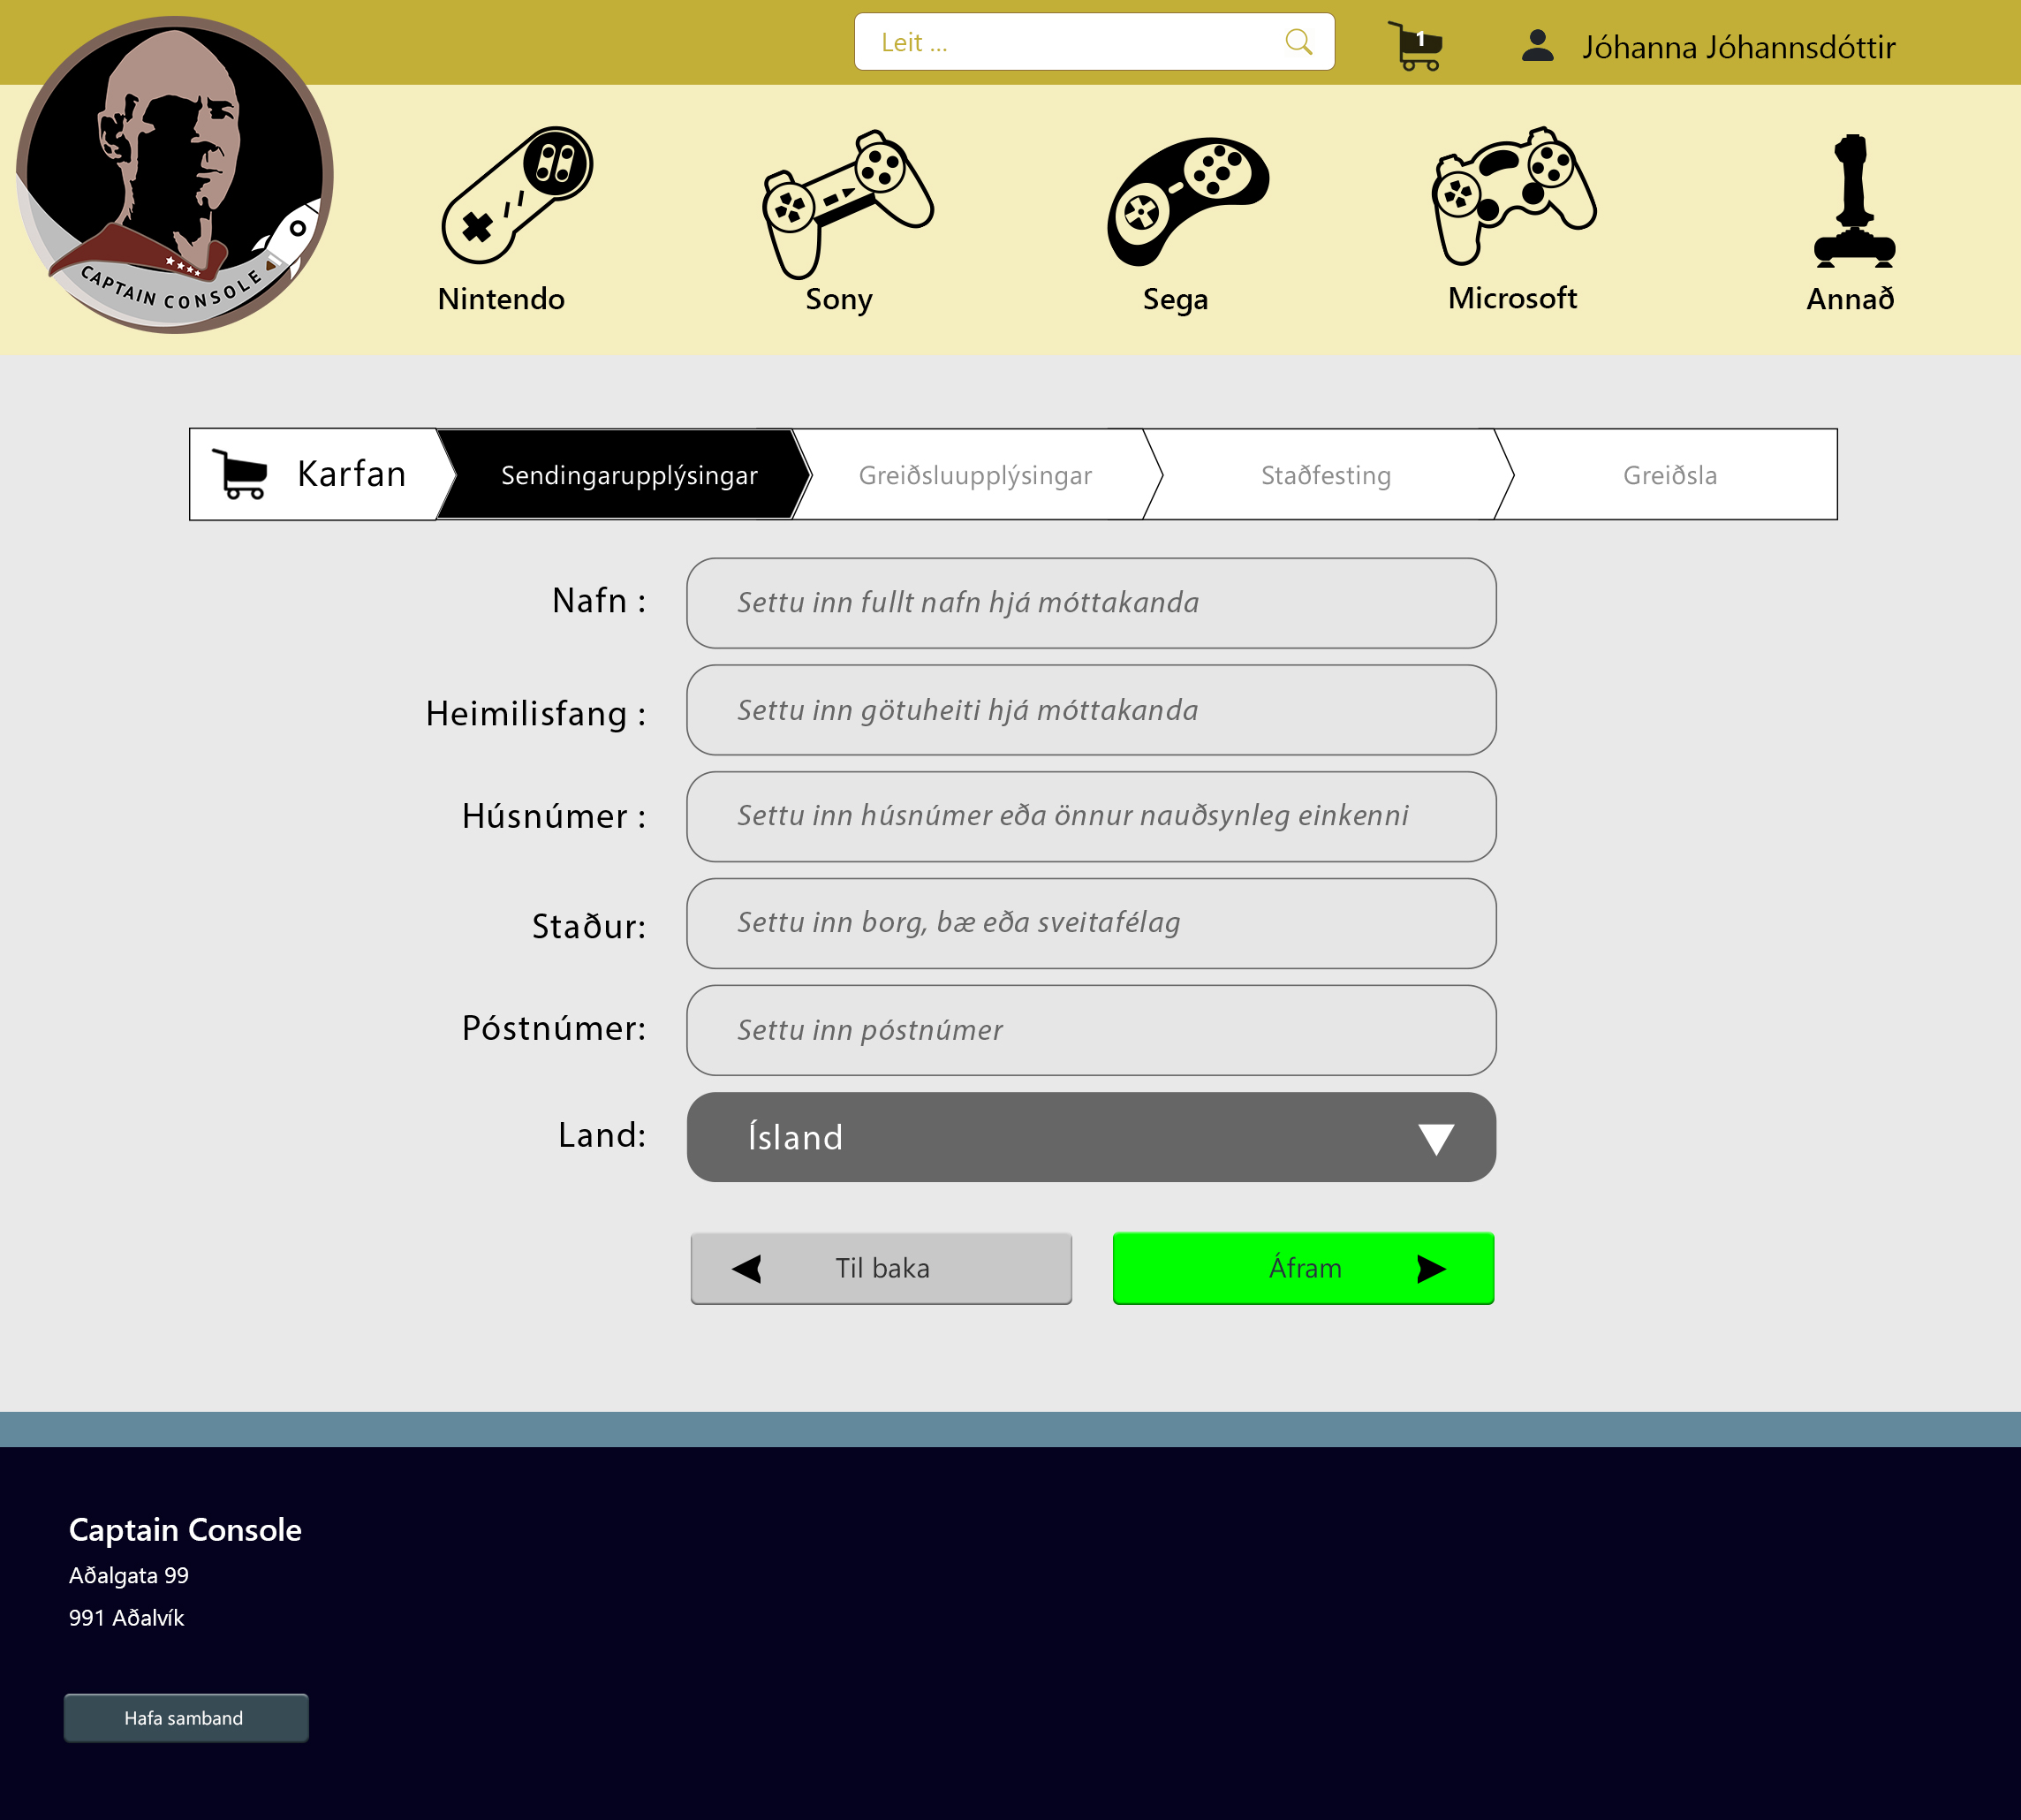 Leit ...
1
Jóhanna Jóhannsdóttir
CAPTAIN CONSOLE
Nintendo
Sony
Sega
Microsoft
Annað
Karfan
Sendingarupplýsingar
Greiðsluupplýsingar
Staðfesting
Greiðsla
Nafn :
Settu inn fullt nafn hjá móttakanda
Heimilisfang :
Settu inn götuheiti hjá móttakanda
Húsnúmer :
Settu inn húsnúmer eða önnur nauðsynleg einkenni
Staður:
Settu inn borg, bæ eða sveitafélag
Póstnúmer:
Settu inn póstnúmer
Land:
Ísland
Til baka
Áfram
Captain Console
Aðalgata 99
991 Aðalvík
Hafa samband